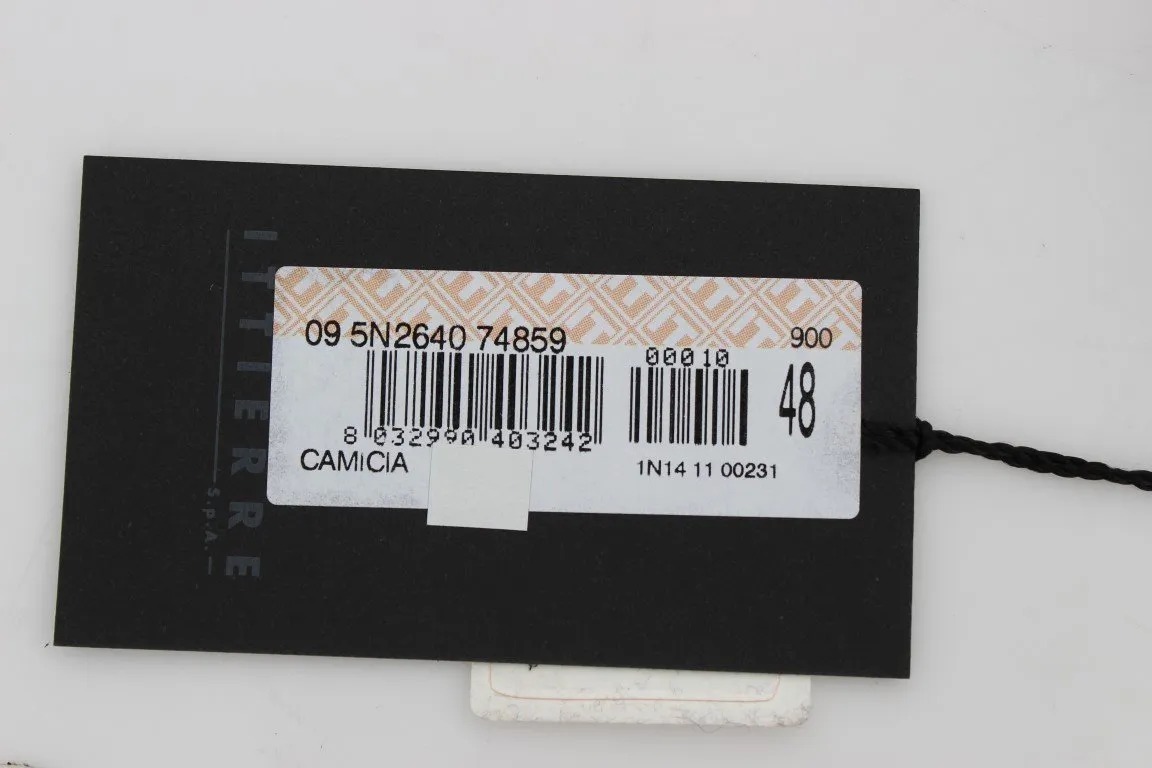 ITTIERRE
S.p.A.
09 5N2640 74859
900
00010
48
8 032990 403242
CAMICIA
1N14 11 00231